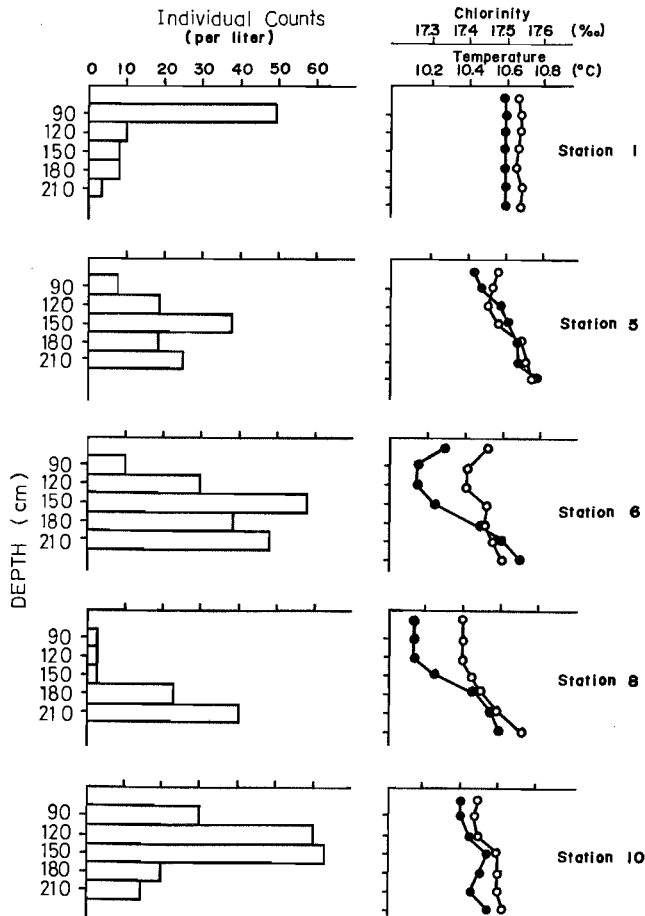 Individual Counts
(per liter)
0 10 20 30 40 50 60
Chlorinity
17.3 17.4 17.5 17.6 (‰)
Temperature
10.2 10.4 10.6 10.8 (°C)
DEPTH (cm)
90
120
150
180
210
Station 1
90
120
150
180
210
Station 5
90
120
150
180
210
Station 6
90
120
150
180
210
Station 8
90
120
150
180
210
Station 10